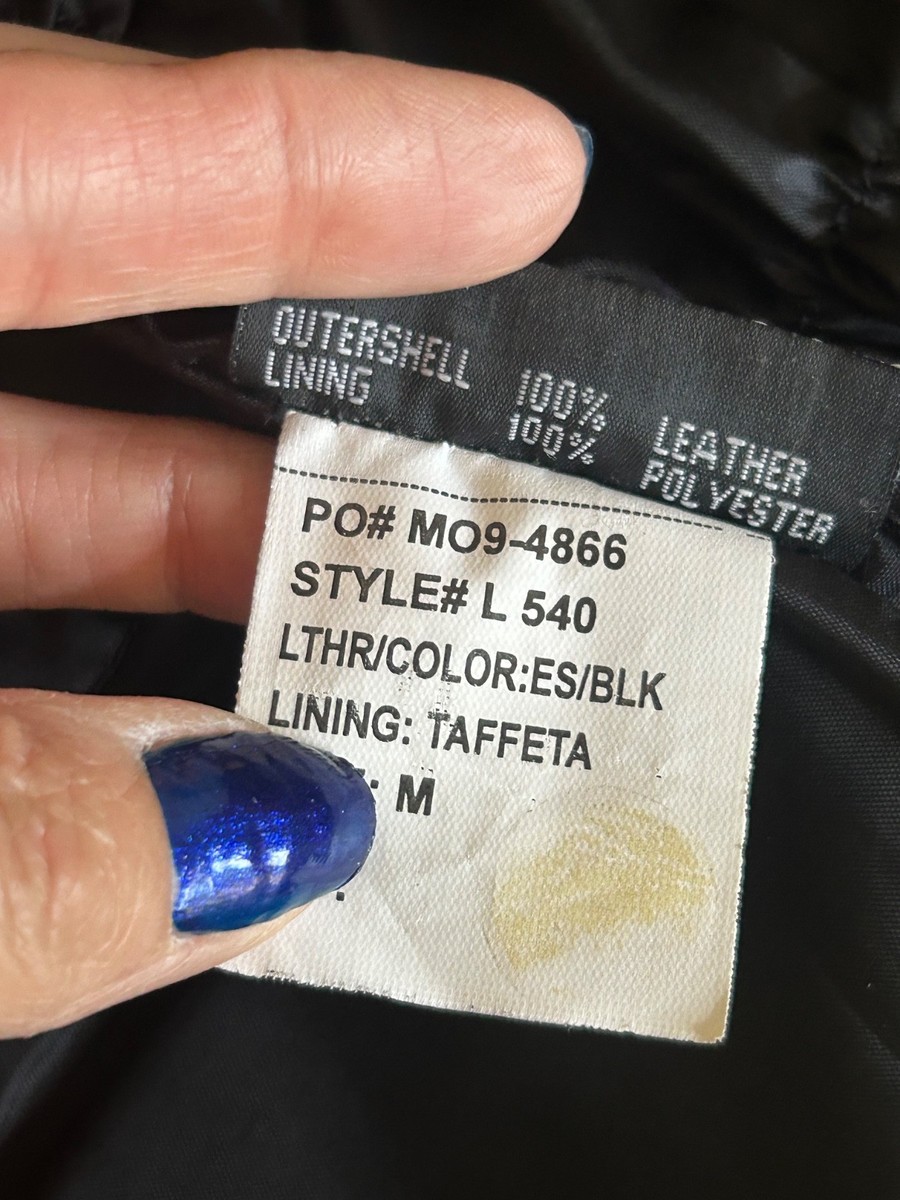 OUTERSHELL 100% LEATHER
LINING 100% POLYESTER
PO# MO9-4866
STYLE# L 540
LTHR/COLOR:ES/BLK
LINING: TAFFETA
: M